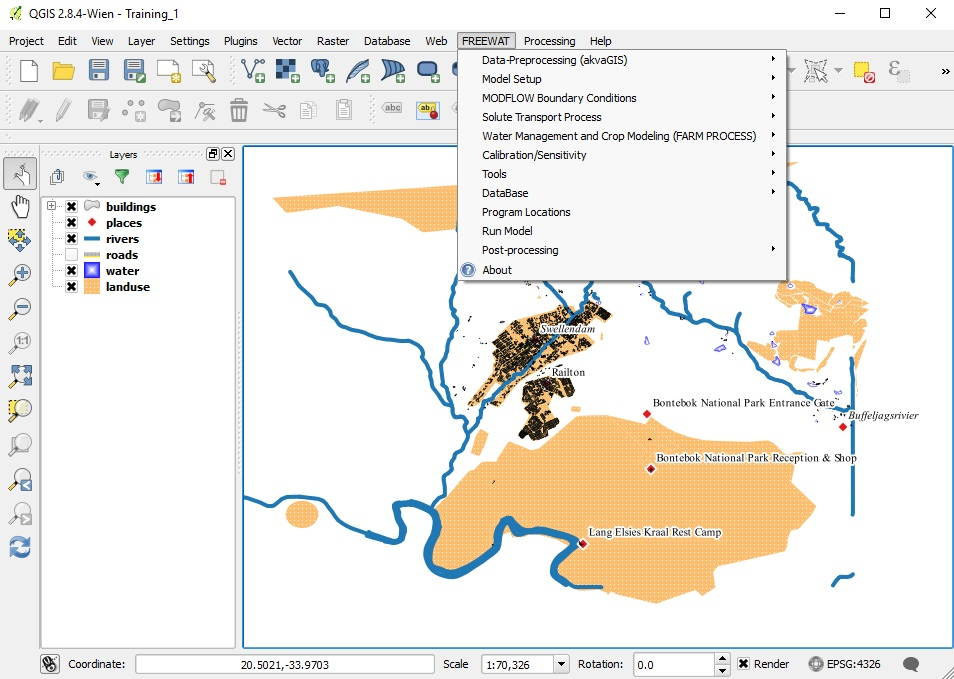 QGIS 2.8.4-Wien - Training_1
Project Edit View Layer Settings Plugins Vector Raster Database Web FREEWAT Processing Help
Data-Preprocessing (akvaGIS)
Model Setup
MODFLOW Boundary Conditions
Solute Transport Process
Water Management and Crop Modeling (FARM PROCESS)
Calibration/Sensitivity
Tools
DataBase
Program Locations
Run Model
Post-processing
About
abc
ab
Layers
buildings
places
rivers
roads
water
landuse
1:1
Swellendam
Railton
Bontebok National Park Entrance Gate
Buffeljagsrivier
Bontebok National Park Reception & Shop
Lang Elsies Kraal Rest Camp
Coordinate: 20.5021,-33.9703 Scale 1:70,326 Rotation: 0.0 Render EPSG:4326